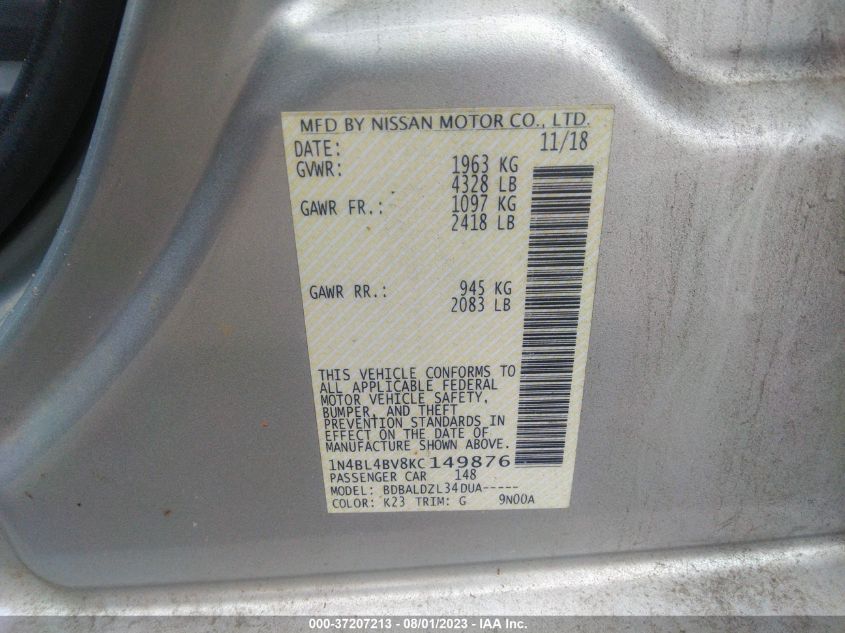 MFD BY NISSAN MOTOR CO., LTD.
DATE: 11/18
GVWR: 1963 KG
4328 LB
GAWR FR.: 1097 KG
2418 LB
GAWR RR.: 945 KG
2083 LB
THIS VEHICLE CONFORMS TO
ALL APPLICABLE FEDERAL
MOTOR VEHICLE SAFETY,
BUMPER, AND THEFT
PREVENTION STANDARDS IN
EFFECT ON THE DATE OF
MANUFACTURE SHOWN ABOVE.
1N4BL4BV8KC149876
PASSENGER CAR 148
MODEL: BDBALDZL34DUA-----
COLOR: K23 TRIM: G 9N00A
000-37207213 - 08/01/2023 - IAA Inc.